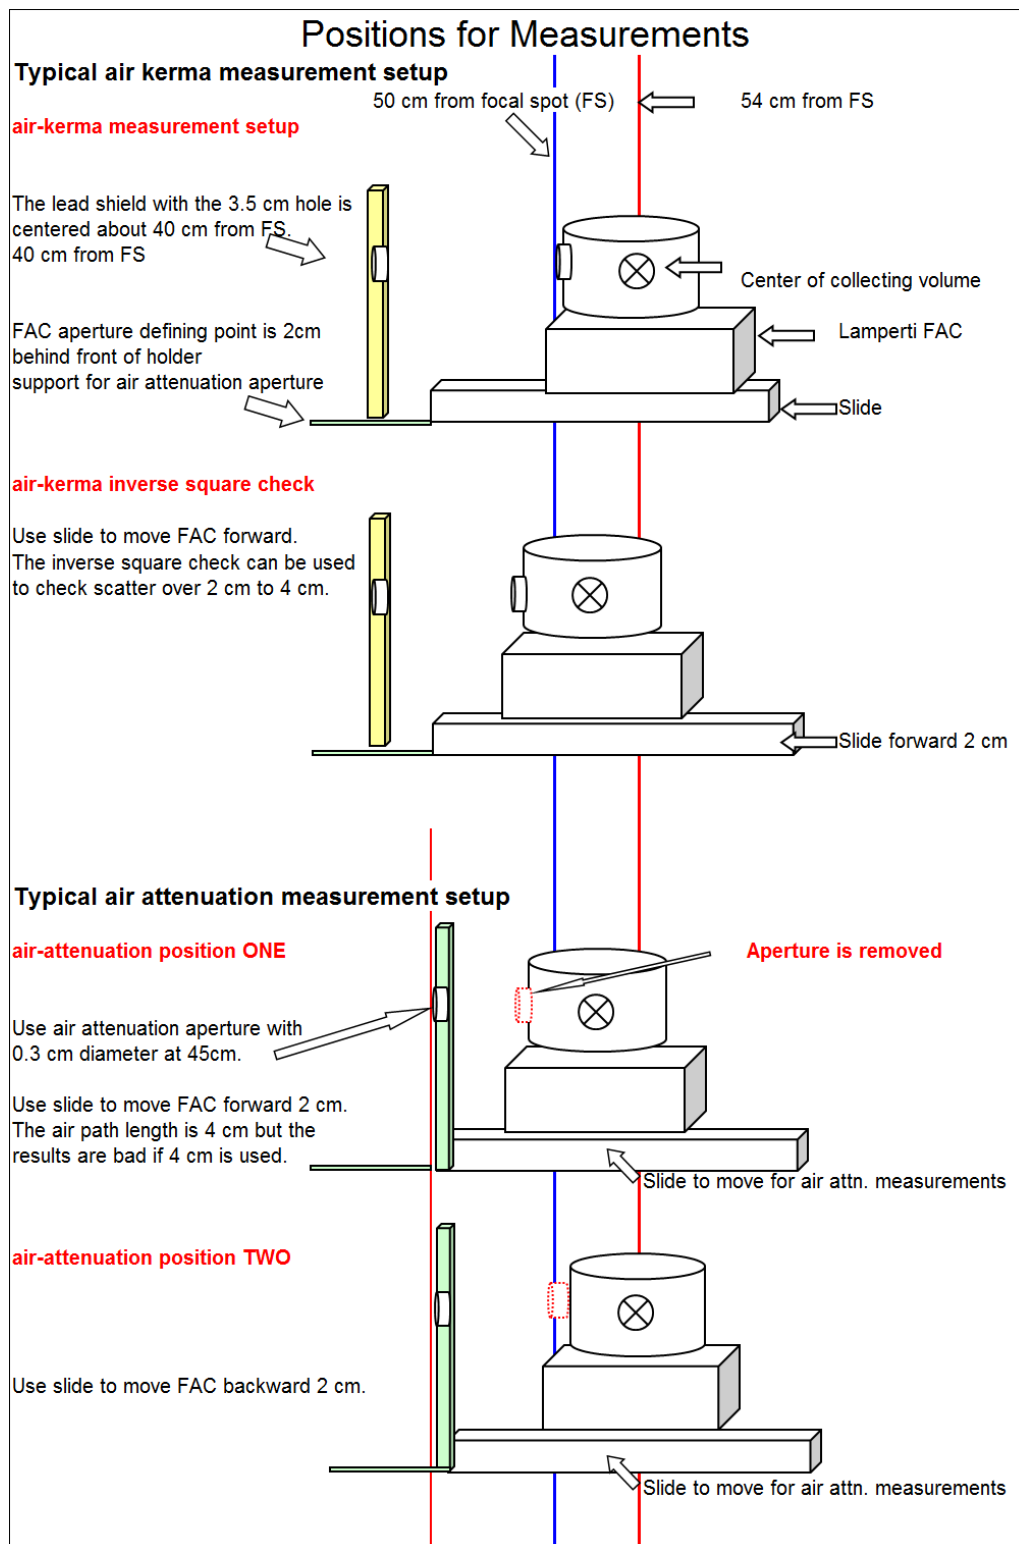 Positions for Measurements
Typical air kerma measurement setup
50 cm from focal spot (FS)
54 cm from FS
air-kerma measurement setup
The lead shield with the 3.5 cm hole is
centered about 40 cm from FS.
40 cm from FS
Center of collecting volume
FAC aperture defining point is 2cm
behind front of holder
support for air attenuation aperture
Lamperti FAC
Slide
air-kerma inverse square check
Use slide to move FAC forward.
The inverse square check can be used
to check scatter over 2 cm to 4 cm.
Slide forward 2 cm
Typical air attenuation measurement setup
air-attenuation position ONE
Aperture is removed
Use air attenuation aperture with
0.3 cm diameter at 45cm.
Use slide to move FAC forward 2 cm.
The air path length is 4 cm but the
results are bad if 4 cm is used.
Slide to move for air attn. measurements
air-attenuation position TWO
Use slide to move FAC backward 2 cm.
Slide to move for air attn. measurements